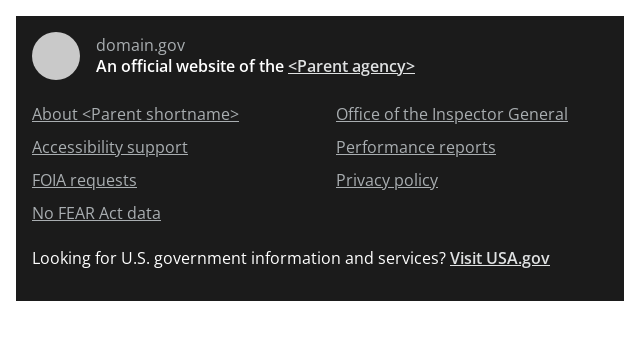 domain.gov
An official website of the <Parent agency>
About <Parent shortname>
Office of the Inspector General
Accessibility support
Performance reports
FOIA requests
Privacy policy
No FEAR Act data
Looking for U.S. government information and services? Visit USA.gov